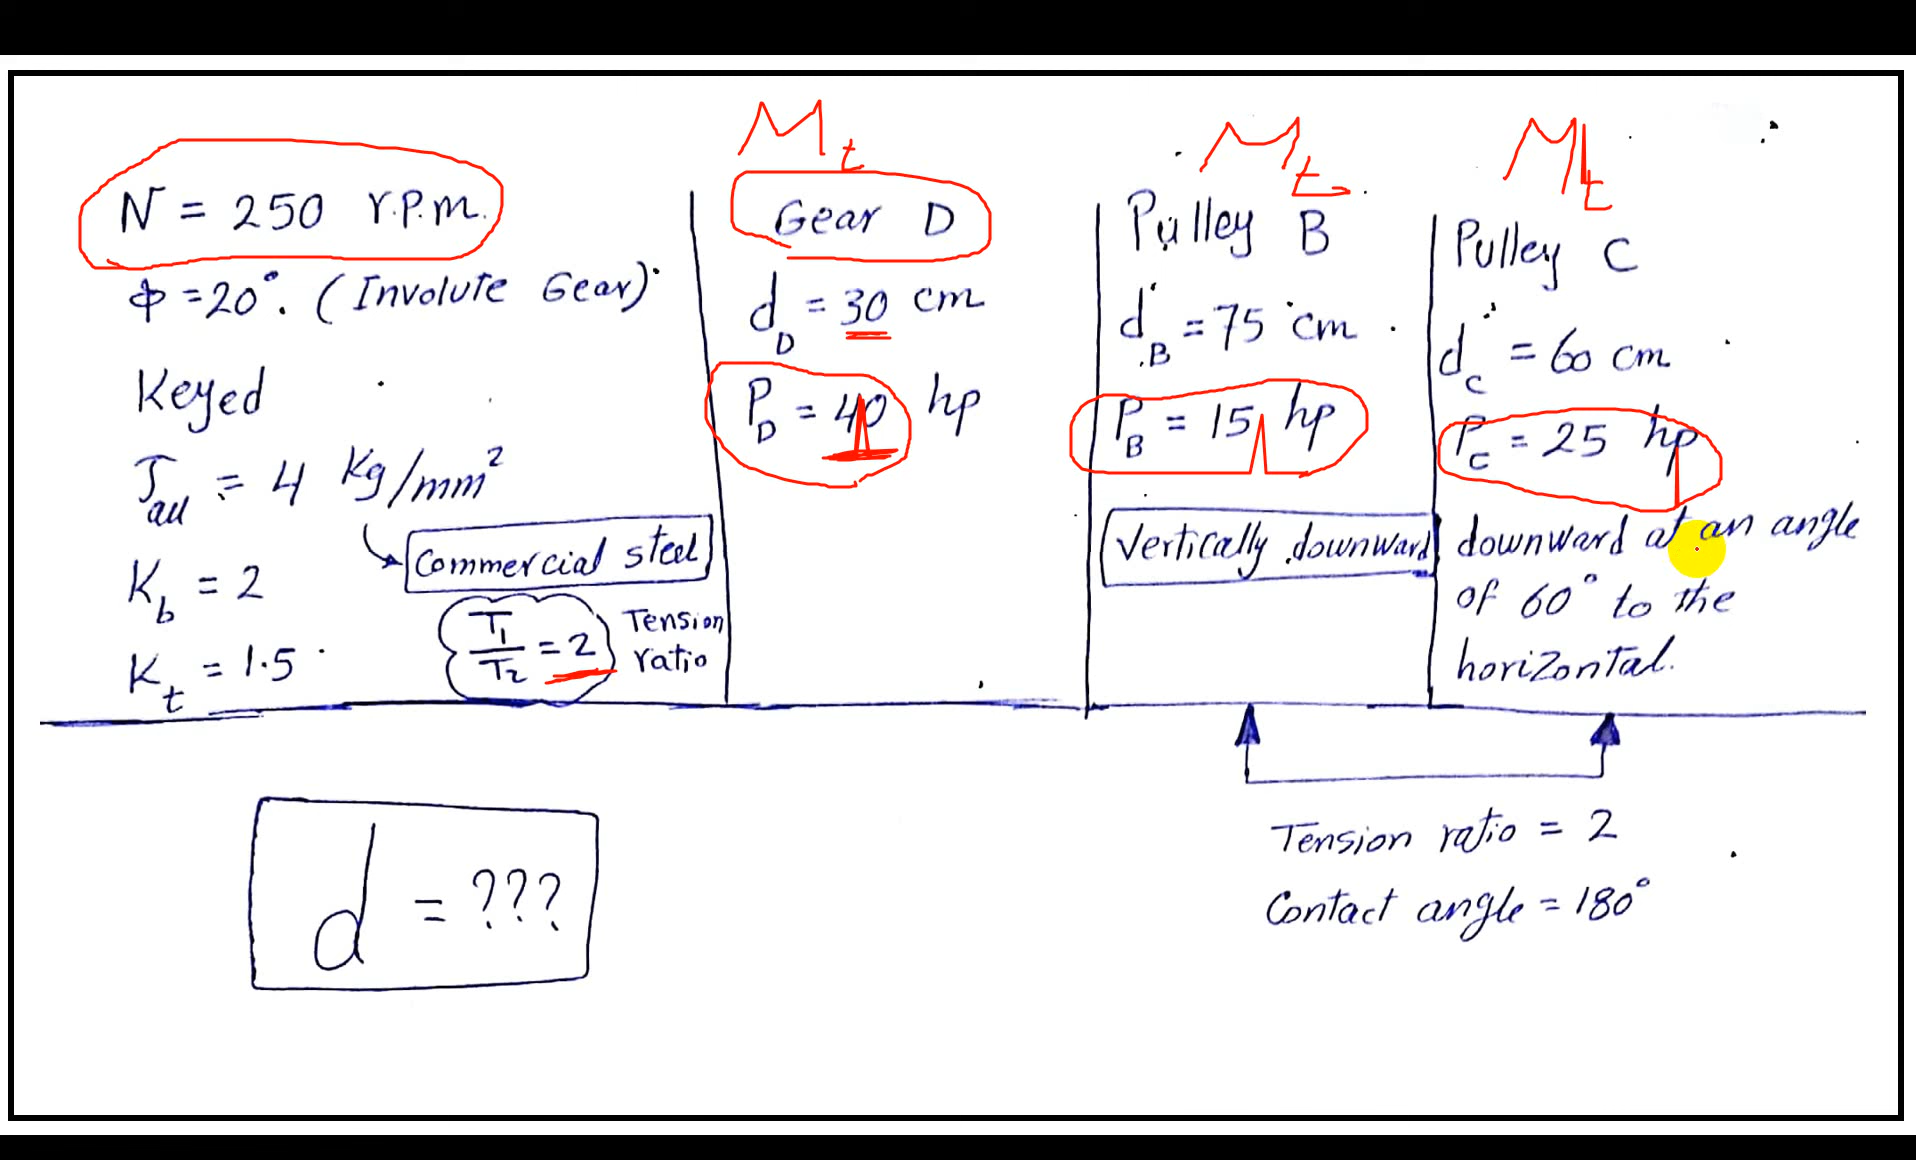 N = 250 r.p.m.
Φ = 20°. (Involute Gear)
Keyed
τall = 4 Kg/mm²
Commercial steel
Kb = 2
Kt = 1.5
T1/T2 = 2 Tension ratio
Mt
Gear D
dD = 30 cm
PD = 40 hp
Mt
Pulley B
dB = 75 cm
PB = 15 hp
Vertically downward
Mt
Pulley C
dc = 60 cm
Pc = 25 hp
downward at an angle
of 60° to the
horizontal.
Tension ratio = 2
Contact angle = 180°
d = ???